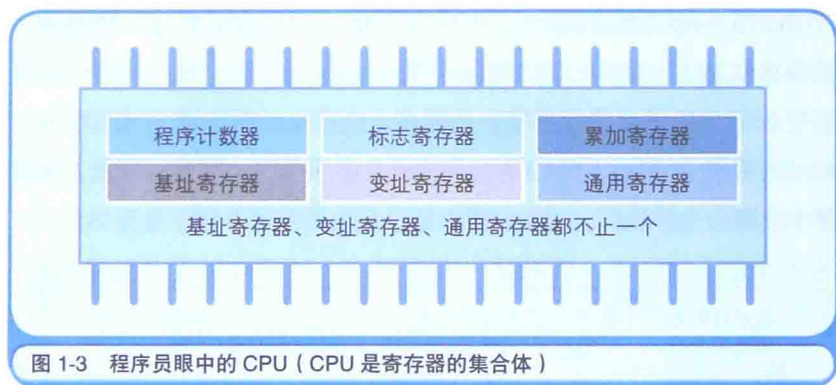 程序计数器 标志寄存器 累加寄存器
基址寄存器 变址寄存器 通用寄存器
基址寄存器、变址寄存器、通用寄存器都不止一个
图 1-3 程序员眼中的 CPU（CPU 是寄存器的集合体）